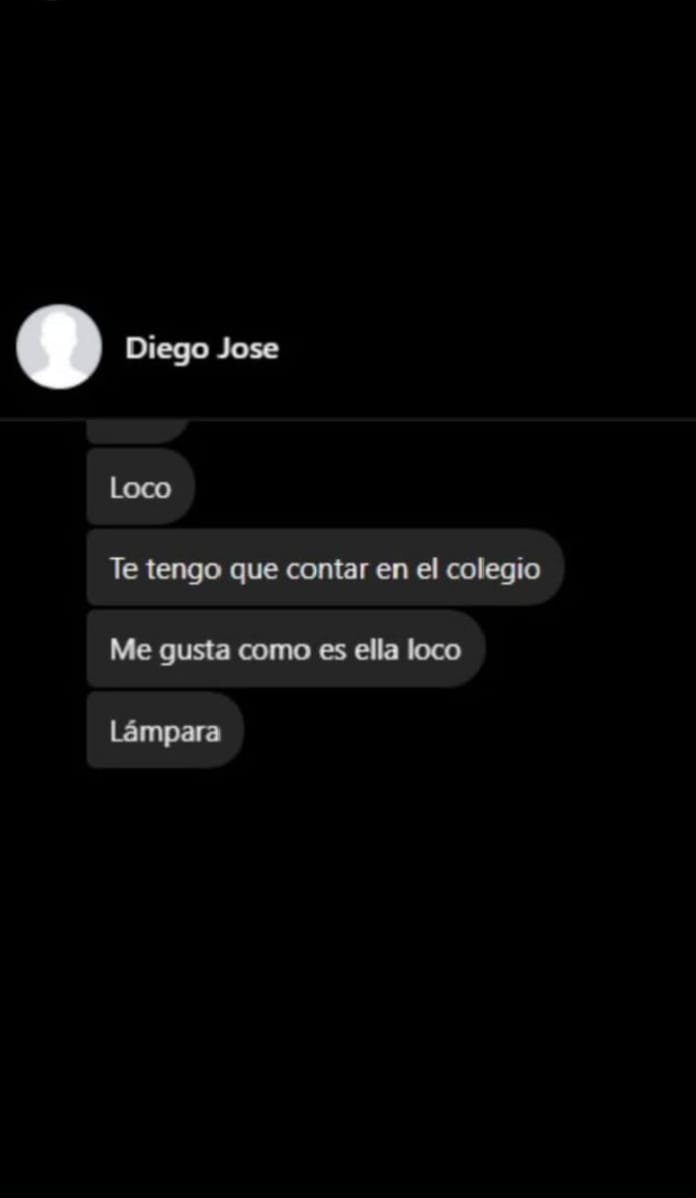 Diego Jose
Loco
Te tengo que contar en el colegio
Me gusta como es ella loco
Lámpara